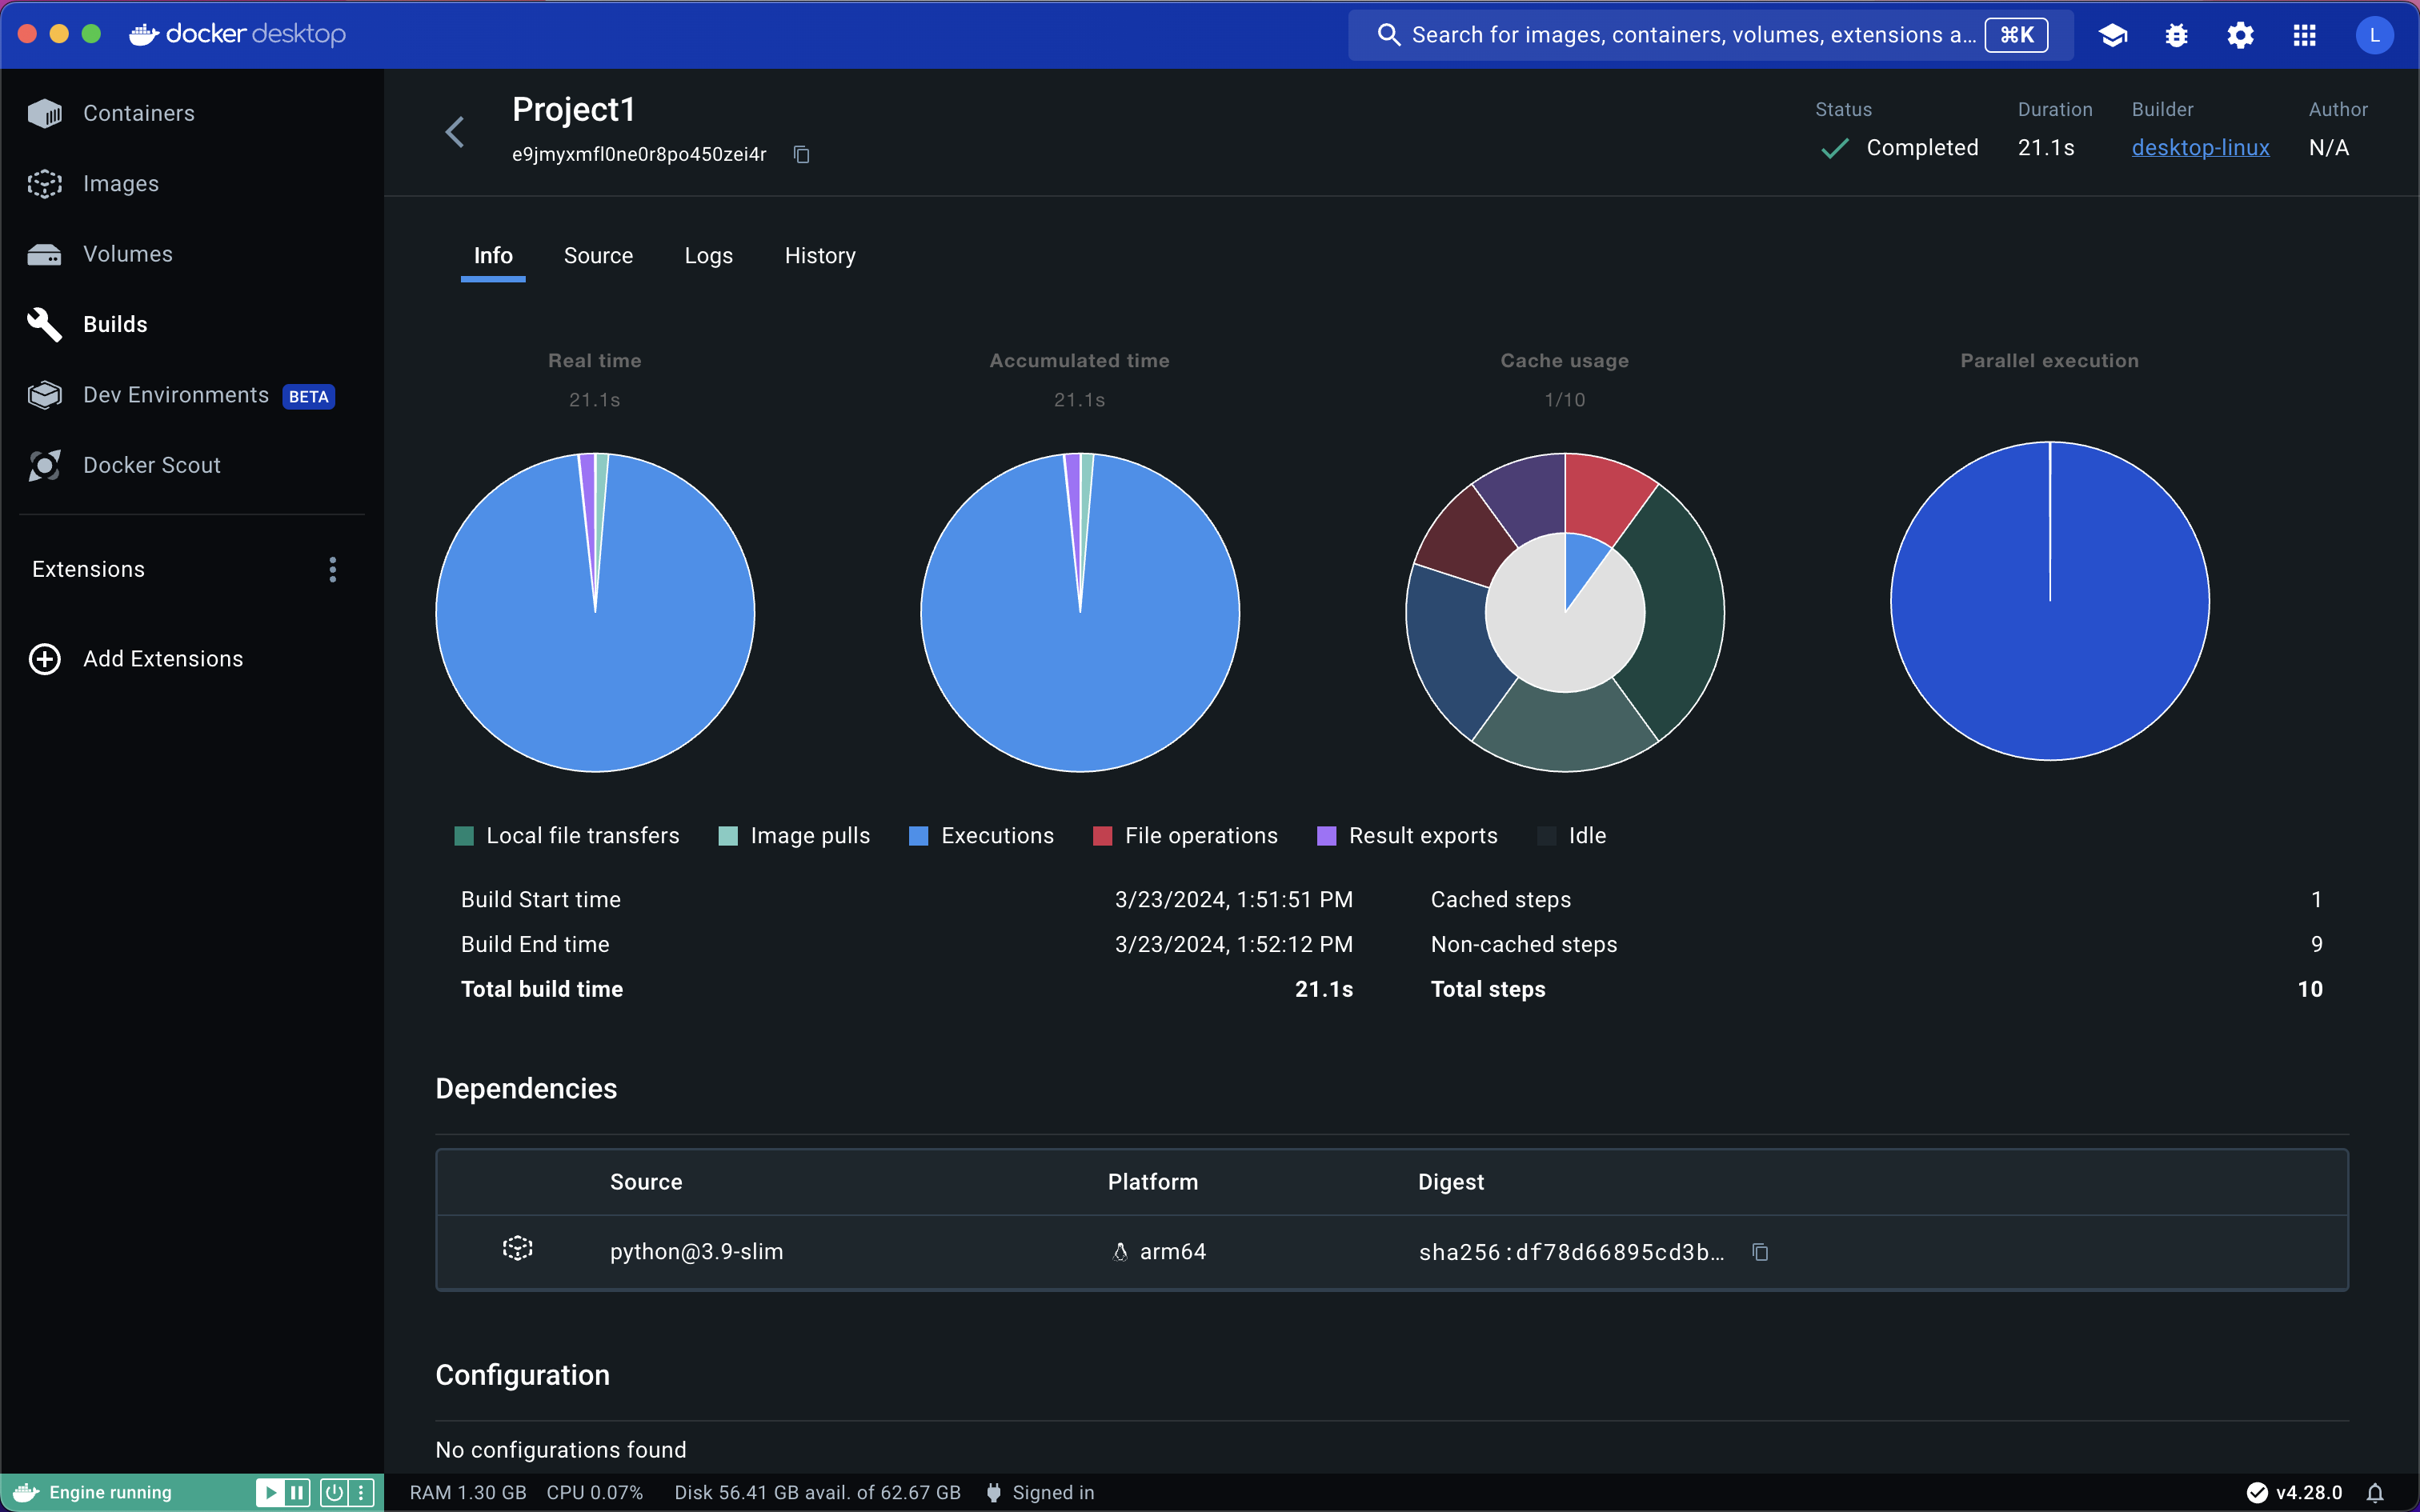 docker desktop
Search for images, containers, volumes, extensions a... ⌘K
L
Containers
Images
Volumes
Builds
Dev Environments BETA
Docker Scout
Extensions
Add Extensions
Project1
e9jmyxmfl0ne0r8po450zei4r
Status Duration Builder Author
Completed 21.1s desktop-linux N/A
Info Source Logs History
Real time Accumulated time Cache usage Parallel execution
21.1s 21.1s 1/10
Local file transfers Image pulls Executions File operations Result exports Idle
Build Start time 3/23/2024, 1:51:51 PM Cached steps 1
Build End time 3/23/2024, 1:52:12 PM Non-cached steps 9
Total build time 21.1s Total steps 10
Dependencies
Source Platform Digest
python@3.9-slim arm64 sha256:df78d66895cd3b...
Configuration
No configurations found
Engine running RAM 1.30 GB CPU 0.07% Disk 56.41 GB avail. of 62.67 GB Signed in v4.28.0